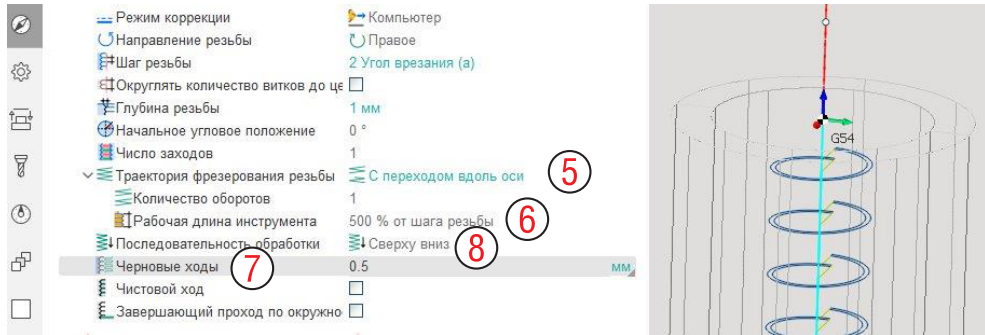 Режим коррекции Компьютер
Направление резьбы Правое
Шаг резьбы 2 Угол врезания (а)
Округлять количество витков до це
Глубина резьбы 1 мм
Начальное угловое положение 0 °
Число заходов 1
Траектория фрезерования резьбы С переходом вдоль оси 5
Количество оборотов 1
Рабочая длина инструмента 500 % от шага резьбы 6
Последовательность обработки Сверху вниз 8
Черновые ходы 7 0.5 мм
Чистовой ход
Завершающий проход по окружно
G54